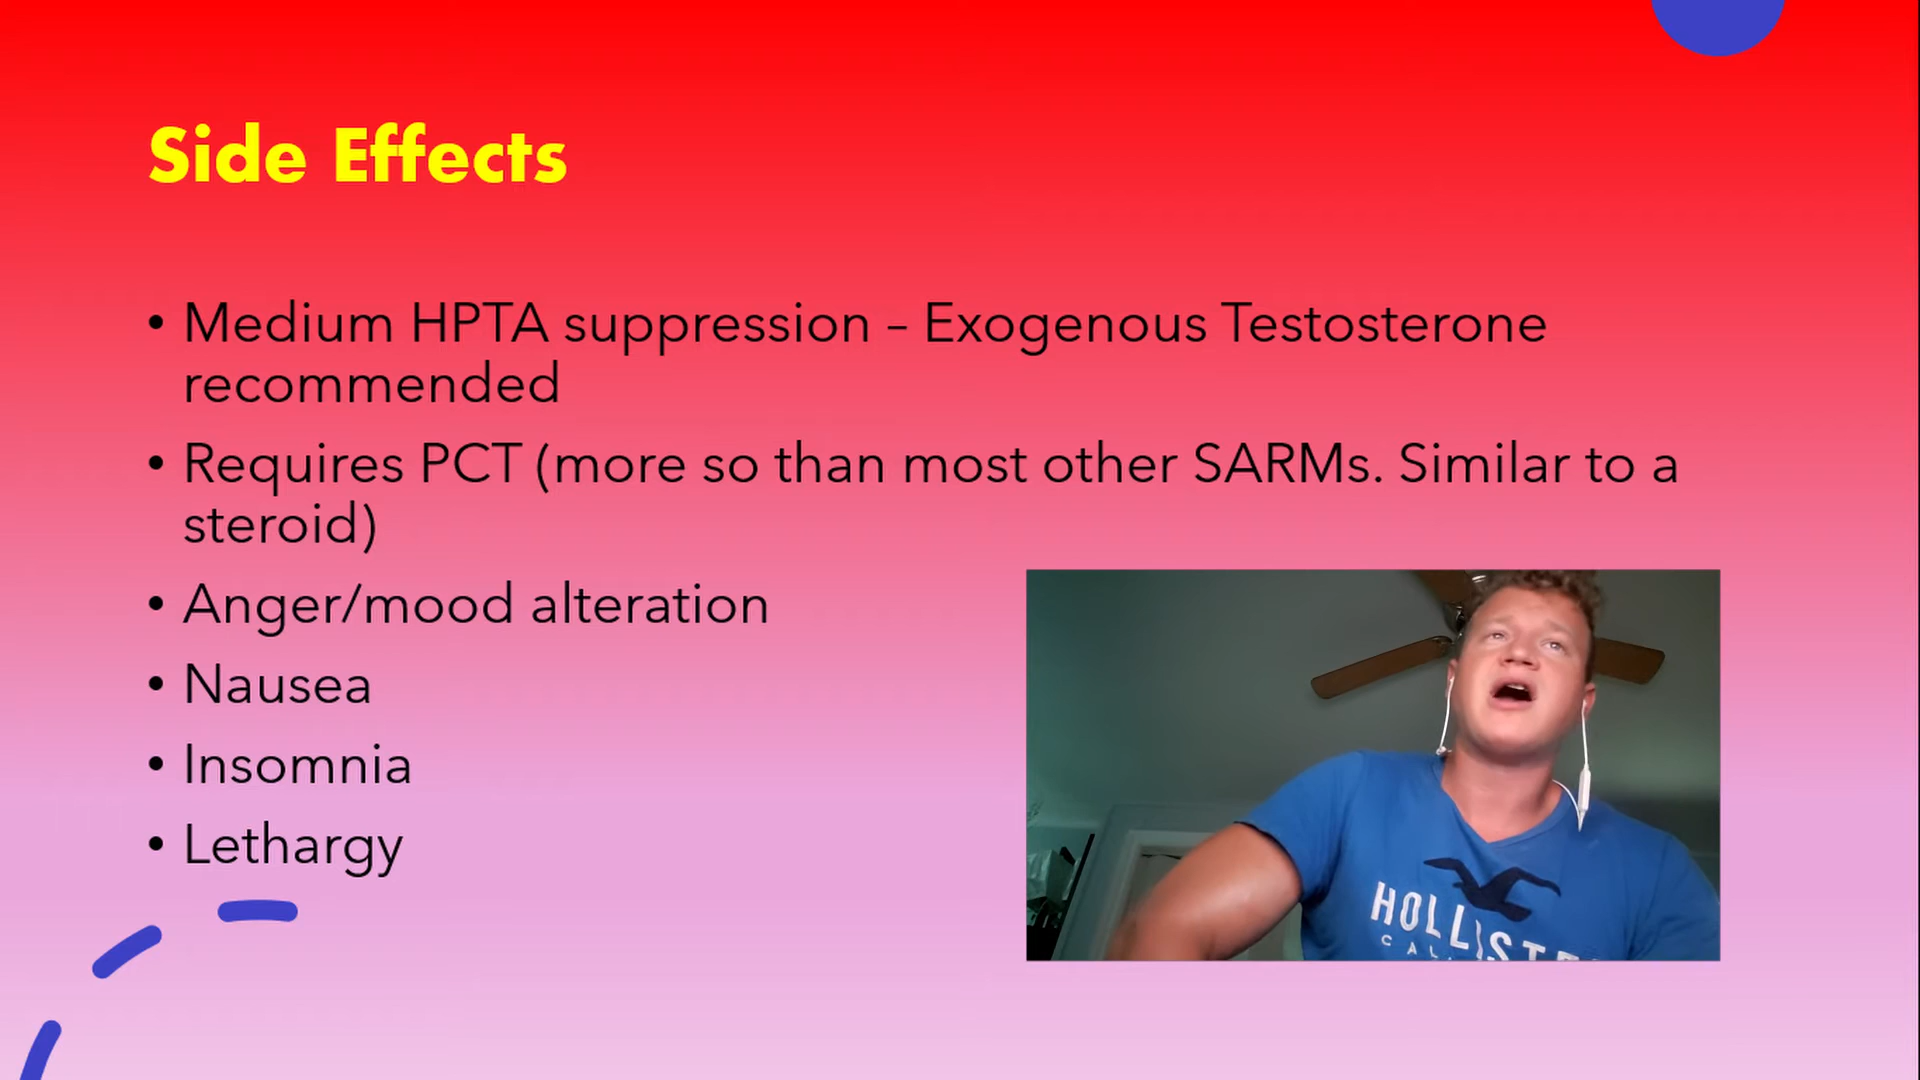 Side Effects
• Medium HPTA suppression – Exogenous Testosterone
recommended
• Requires PCT (more so than most other SARMs. Similar to a
steroid)
• Anger/mood alteration
• Nausea
• Insomnia
• Lethargy